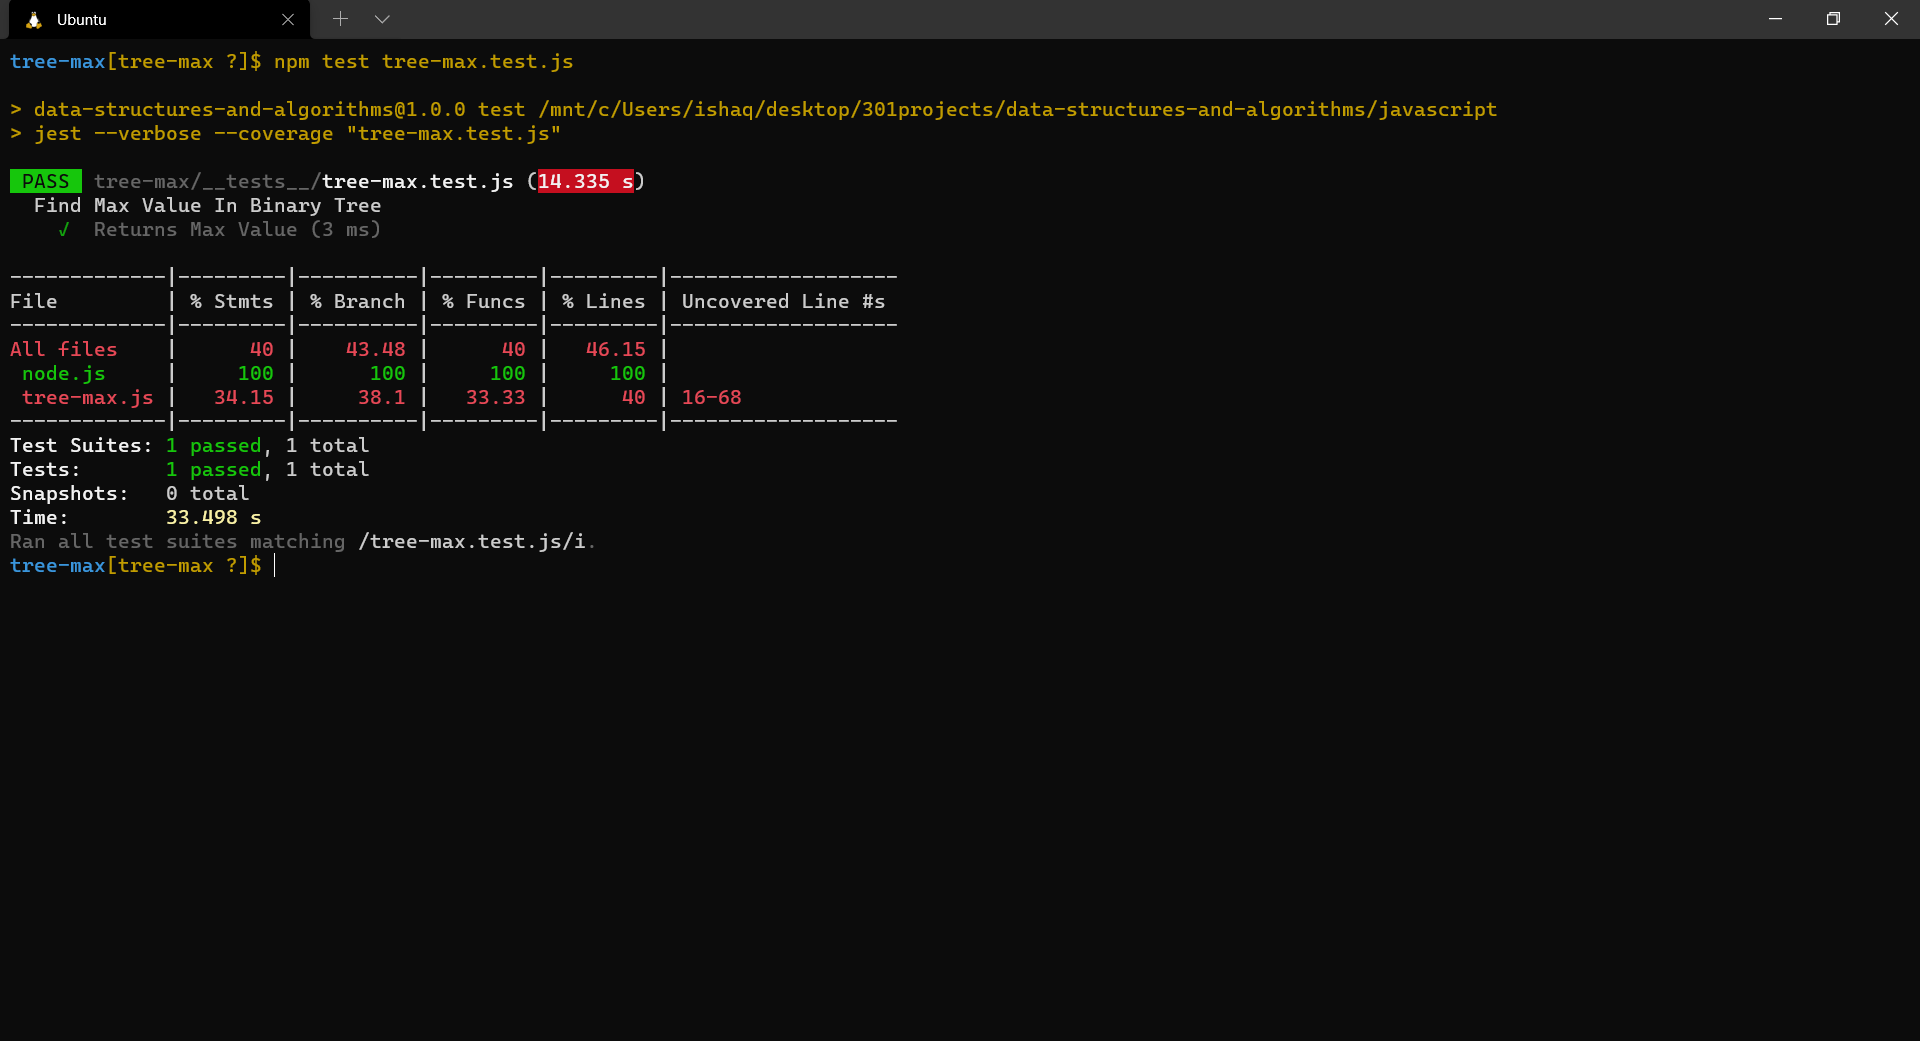 Ubuntu
tree-max[tree-max ?]$ npm test tree-max.test.js
> data-structures-and-algorithms@1.0.0 test /mnt/c/Users/ishaq/desktop/301projects/data-structures-and-algorithms/javascript
> jest --verbose --coverage "tree-max.test.js"
PASS tree-max/__tests__/tree-max.test.js (14.335 s)
Find Max Value In Binary Tree
√ Returns Max Value (3 ms)
-------------|---------|----------|---------|---------|-------------------
File         | % Stmts | % Branch | % Funcs | % Lines | Uncovered Line #s
-------------|---------|----------|---------|---------|-------------------
All files    |      40 |    43.48 |      40 |   46.15 |
 node.js     |     100 |      100 |     100 |     100 |
 tree-max.js |   34.15 |     38.1 |   33.33 |      40 | 16-68
-------------|---------|----------|---------|---------|-------------------
Test Suites: 1 passed, 1 total
Tests:       1 passed, 1 total
Snapshots:   0 total
Time:        33.498 s
Ran all test suites matching /tree-max.test.js/i.
tree-max[tree-max ?]$